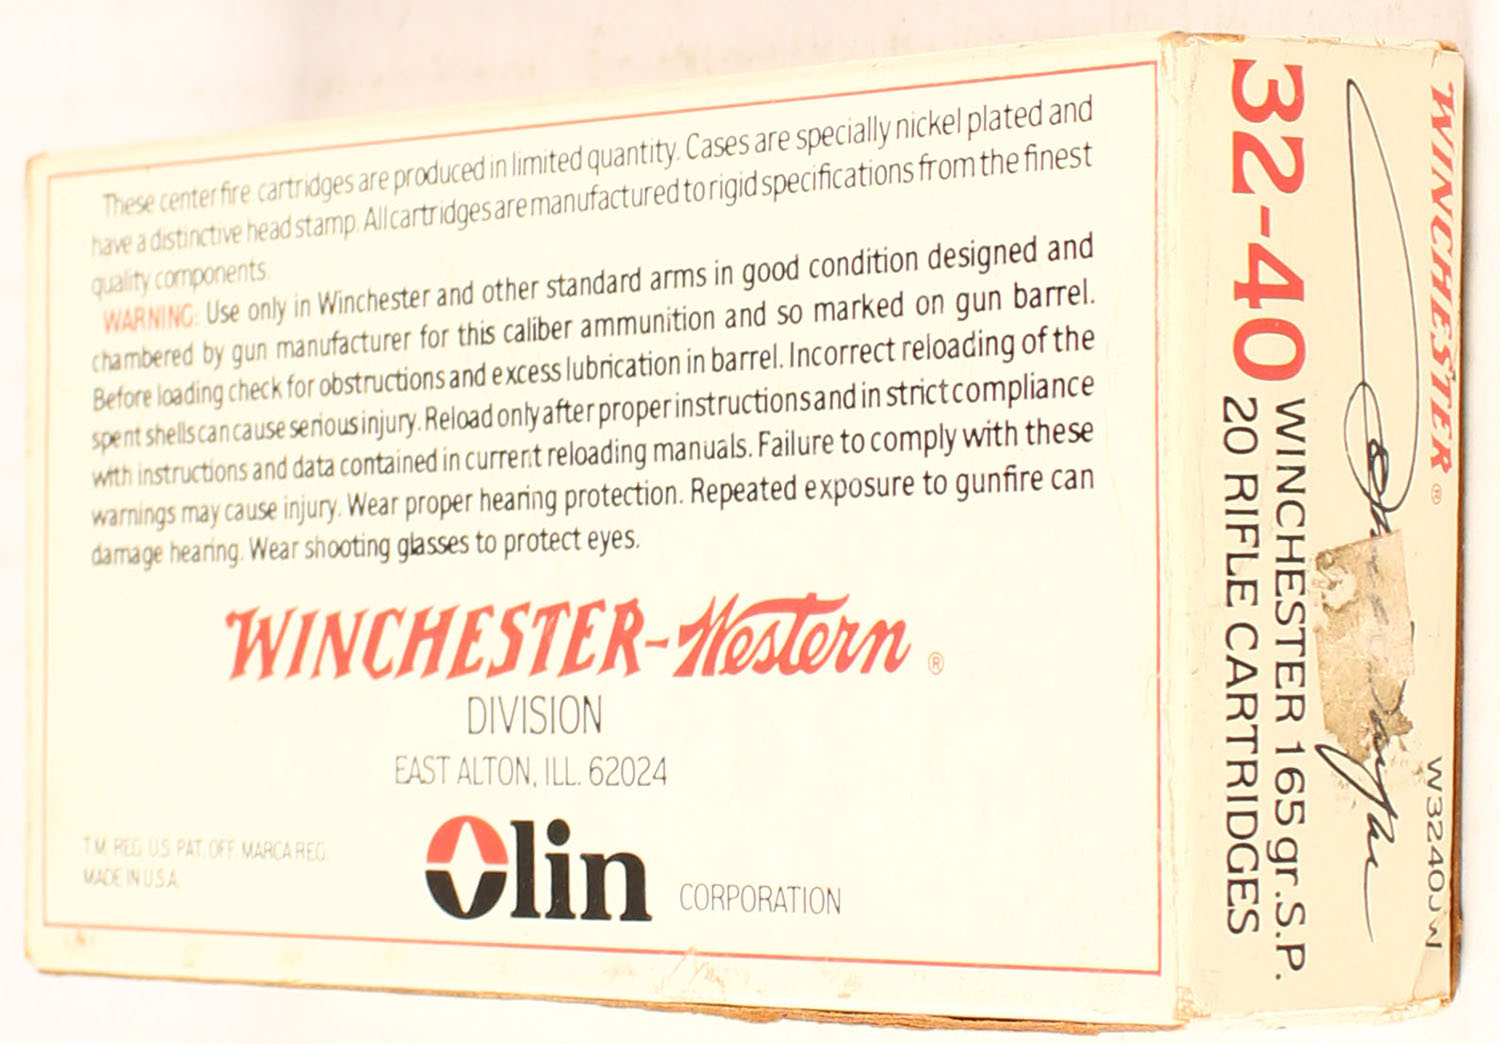 These centerfire cartridges are produced in limited quantity. Cases are specially nickel plated and
have a distinctive head stamp. All cartridges are manufactured to rigid specifications from the finest
quality components.
WARNING: Use only in Winchester and other standard arms in good condition designed and
chambered by gun manufacturer for this caliber ammunition and so marked on gun barrel.
Before loading check for obstructions and excess lubrication in barrel. Incorrect reloading of the
spent shells can cause serious injury. Reload only after proper instructions and in strict compliance
with instructions and data contained in current reloading manuals. Failure to comply with these
warnings may cause injury. Wear proper hearing protection. Repeated exposure to gunfire can
damage hearing. Wear shooting glasses to protect eyes.
WINCHESTER-Western ®
DIVISION
EAST ALTON, ILL. 62024
T.M. REG. U.S. PAT. OFF. MARCA REG.
MADE IN U.S.A.
Olin CORPORATION
WINCHESTER ®
W3240JW
32-40 WINCHESTER 165 gr. S.P.
20 RIFLE CARTRIDGES